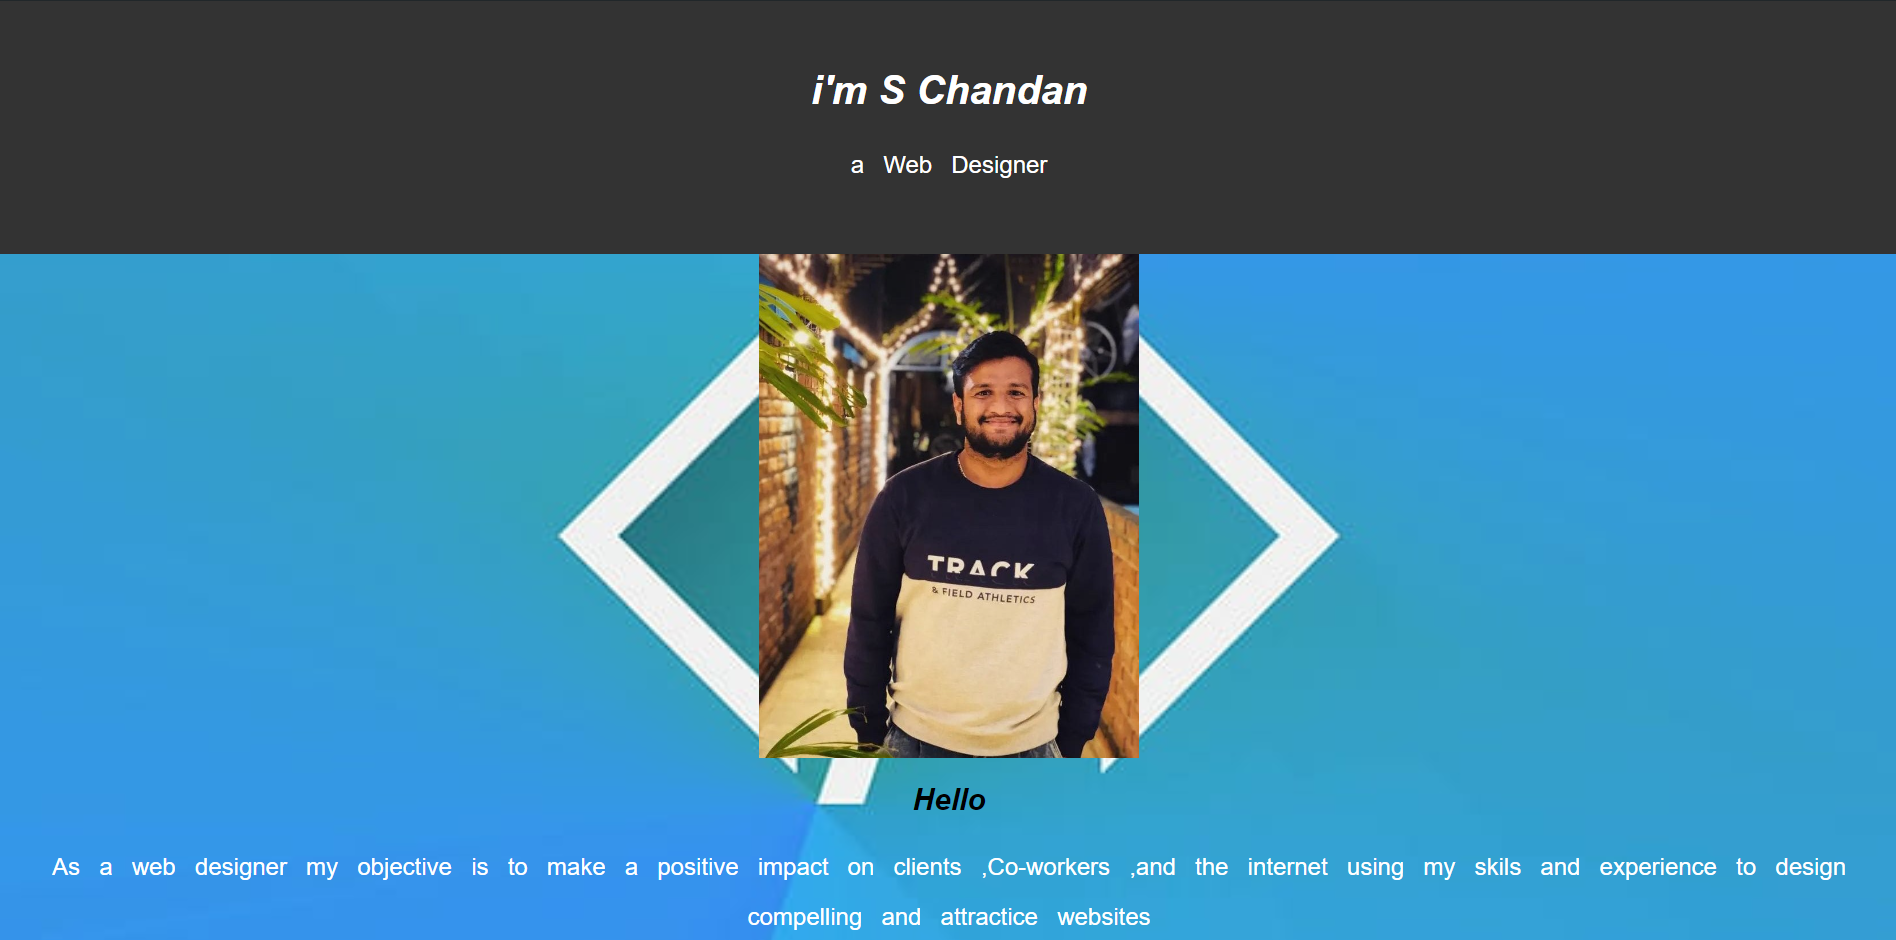 i'm S Chandan
a Web Designer
TRACK
& FIELD ATHLETICS
Hello
As a web designer my objective is to make a positive impact on clients ,Co-workers ,and the internet using my skils and experience to design
compelling and attractice websites